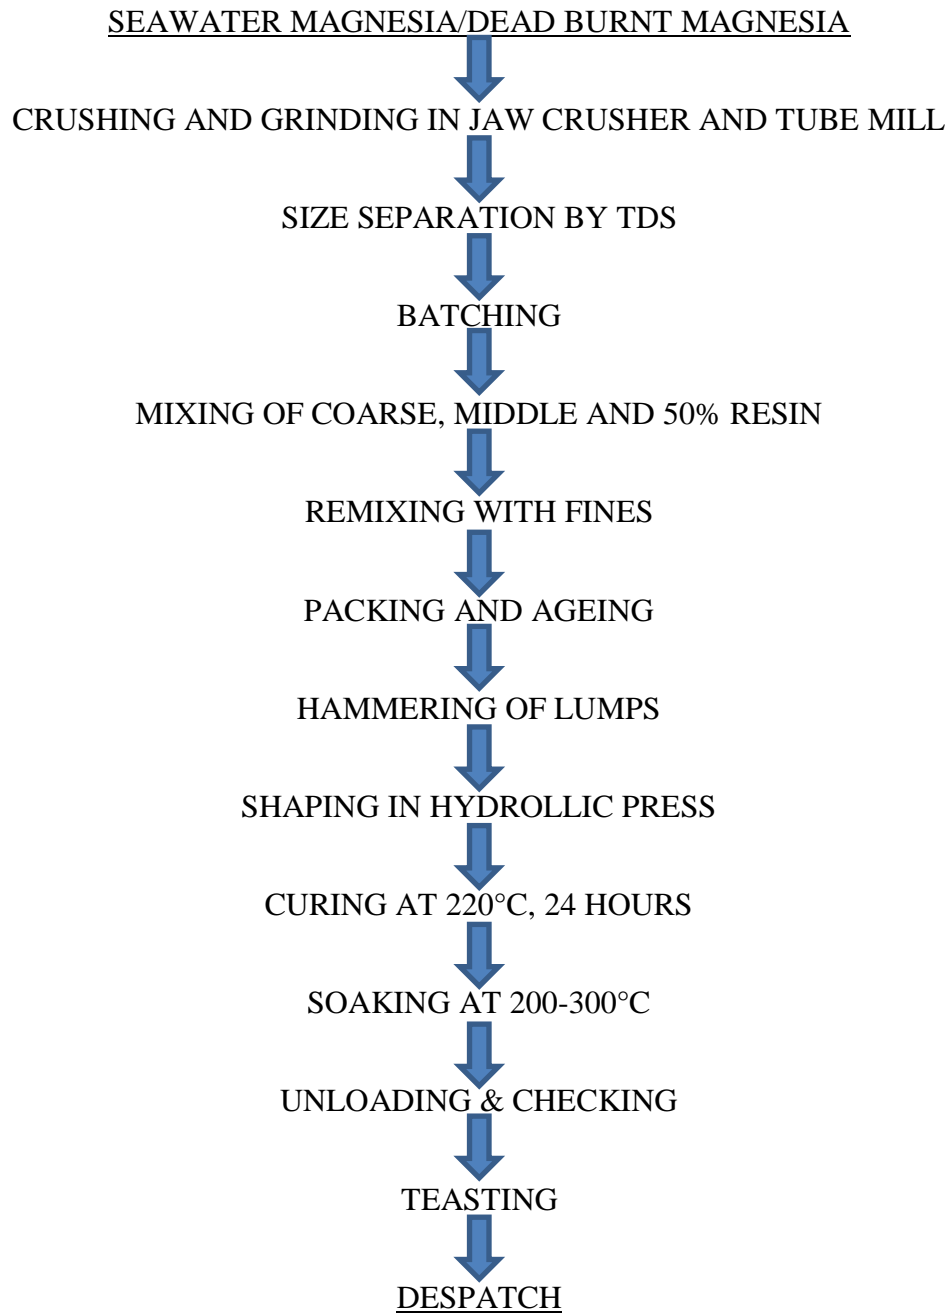 SEAWATER MAGNESIA/DEAD BURNT MAGNESIA
CRUSHING AND GRINDING IN JAW CRUSHER AND TUBE MILL
SIZE SEPARATION BY TDS
BATCHING
MIXING OF COARSE, MIDDLE AND 50% RESIN
REMIXING WITH FINES
PACKING AND AGEING
HAMMERING OF LUMPS
SHAPING IN HYDROLLIC PRESS
CURING AT 220°C, 24 HOURS
SOAKING AT 200-300°C
UNLOADING & CHECKING
TEASTING
DESPATCH